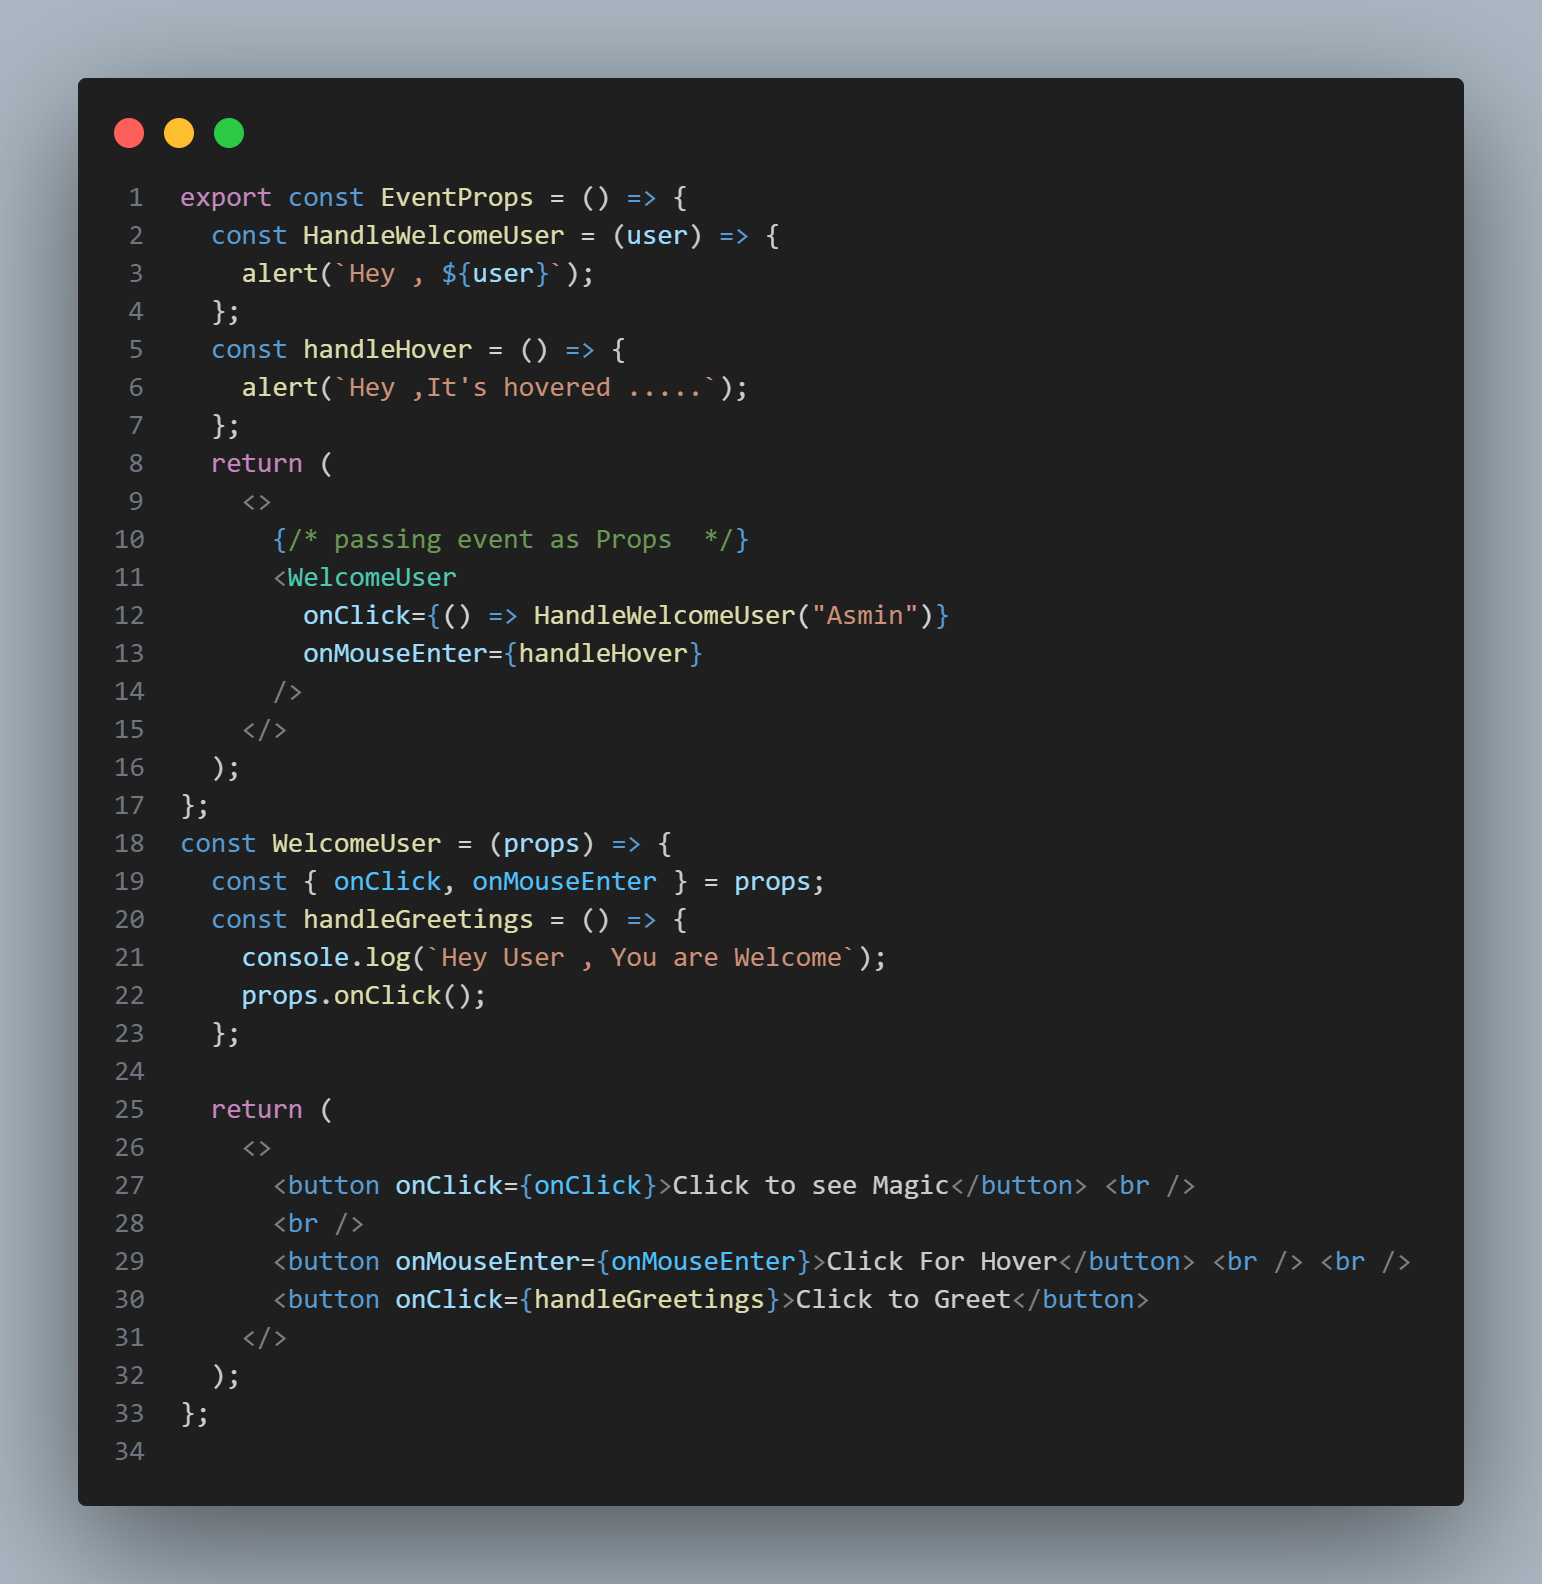 1 export const EventProps = () => {
2   const HandleWelcomeUser = (user) => {
3     alert(`Hey , ${user}`);
4   };
5   const handleHover = () => {
6     alert(`Hey ,It's hovered .....`);
7   };
8   return (
9     <>
10       {/* passing event as Props  */}
11       <WelcomeUser
12         onClick={() => HandleWelcomeUser("Asmin")}
13         onMouseEnter={handleHover}
14       />
15     </>
16   );
17 };
18 const WelcomeUser = (props) => {
19   const { onClick, onMouseEnter } = props;
20   const handleGreetings = () => {
21     console.log(`Hey User , You are Welcome`);
22     props.onClick();
23   };
24
25   return (
26     <>
27       <button onClick={onClick}>Click to see Magic</button> <br />
28       <br />
29       <button onMouseEnter={onMouseEnter}>Click For Hover</button> <br /> <br />
30       <button onClick={handleGreetings}>Click to Greet</button>
31     </>
32   );
33 };
34